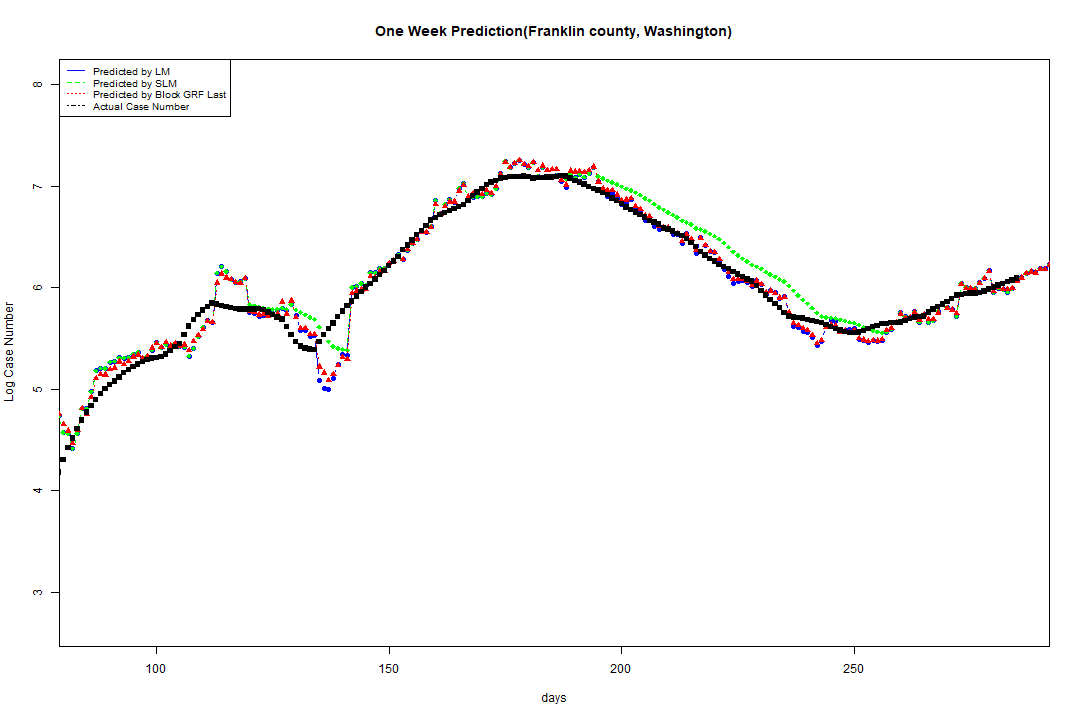 One Week Prediction(Franklin county, Washington)
Predicted by LM
Predicted by SLM
Predicted by Block GRF Last
Actual Case Number
8
7
6
5
4
3
Log Case Number
100
150
200
250
days